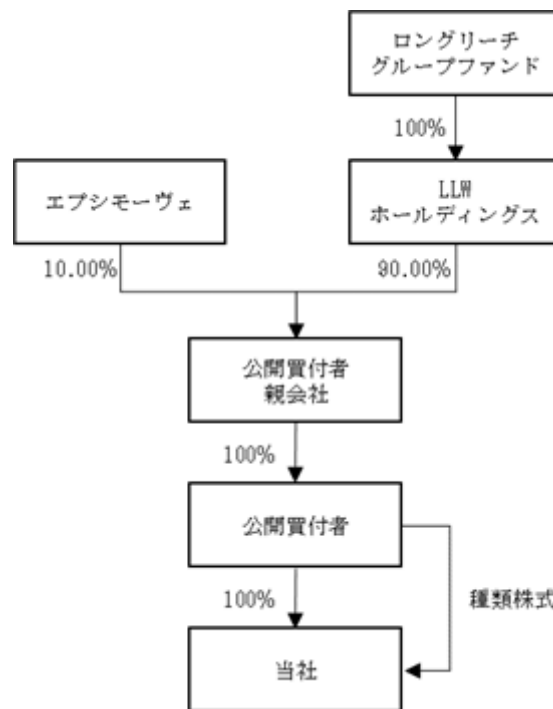 ロングリーチ
グループファンド
100%
エプシモーヴェ
LLW
ホールディングス
10.00%
90.00%
公開買付者
親会社
100%
公開買付者
100%
種類株式
当社